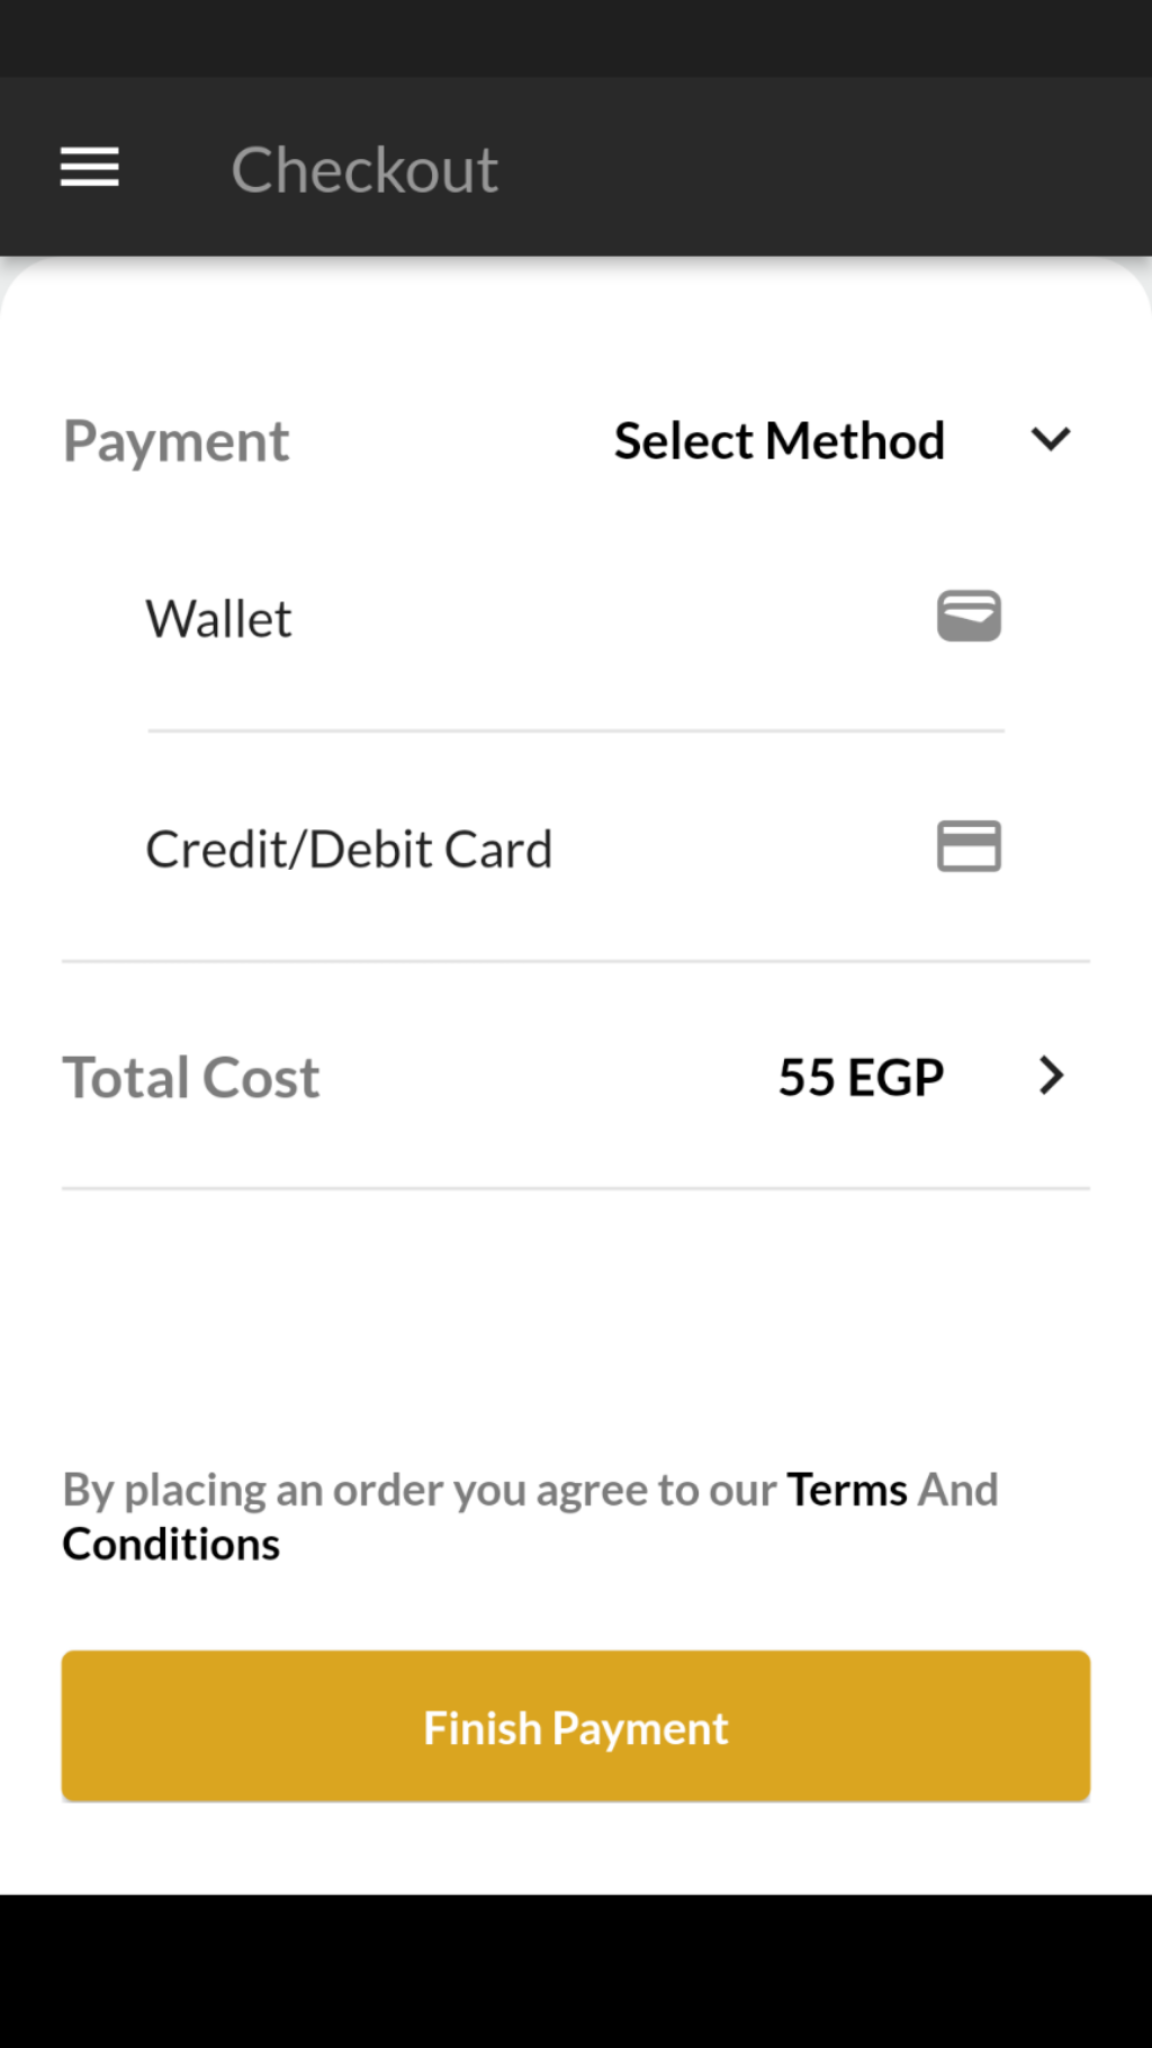 Checkout
Payment Select Method
Wallet
Credit/Debit Card
Total Cost 55 EGP
By placing an order you agree to our Terms And
Conditions
Finish Payment